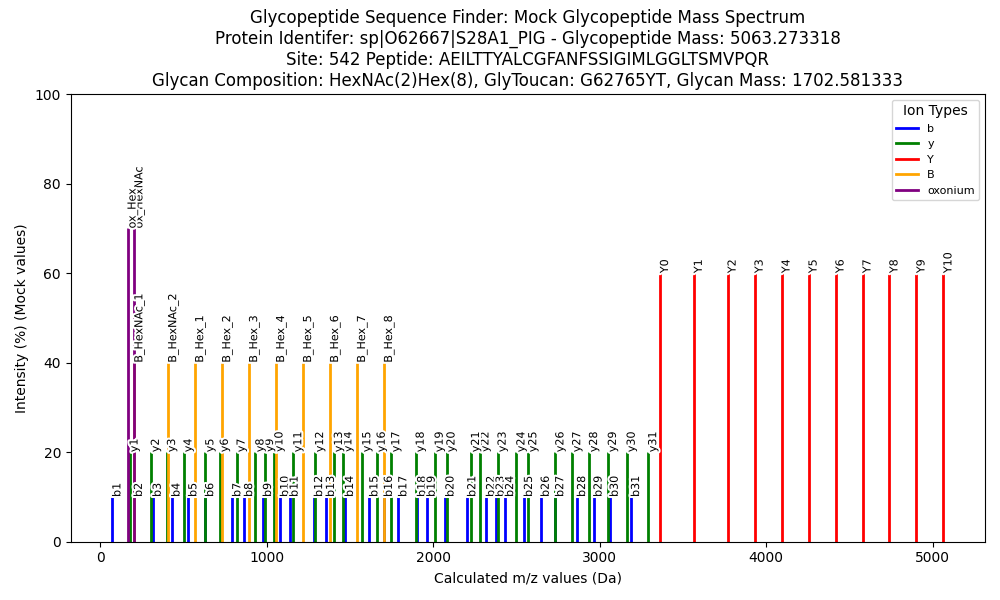 Glycopeptide Sequence Finder: Mock Glycopeptide Mass Spectrum
Protein Identifer: sp|O62667|S28A1_PIG - Glycopeptide Mass: 5063.273318
Site: 542 Peptide: AEILTTYALCGFANFSSIGIMLGGLTSMVPQR
Glycan Composition: HexNAc(2)Hex(8), GlyToucan: G62765YT, Glycan Mass: 1702.581333
Intensity (%) (Mock values)
100
80
60
40
20
0
Ion Types
b
y
Y
B
oxonium
ox_Hex
ox_HexNAc
Y0
Y1
Y2
Y3
Y4
Y5
Y6
Y7
Y8
Y9
Y10
B_HexNAc_1
B_HexNAc_2
B_Hex_1
B_Hex_2
B_Hex_3
B_Hex_4
B_Hex_5
B_Hex_6
B_Hex_7
B_Hex_8
y1
y2
y3
y4
y5
y6
y7
y8
y9
y10
y11
y12
y13
y14
y15
y16
y17
y18
y19
y20
y21
y22
y23
y24
y25
y26
y27
y28
y29
y30
y31
b1
b2
b3
b4
b5
b6
b7
b8
b9
b10
b11
b12
b13
b14
b15
b16
b17
b18
b19
b20
b21
b22
b23
b24
b25
b26
b27
b28
b29
b30
b31
0
1000
2000
3000
4000
5000
Calculated m/z values (Da)